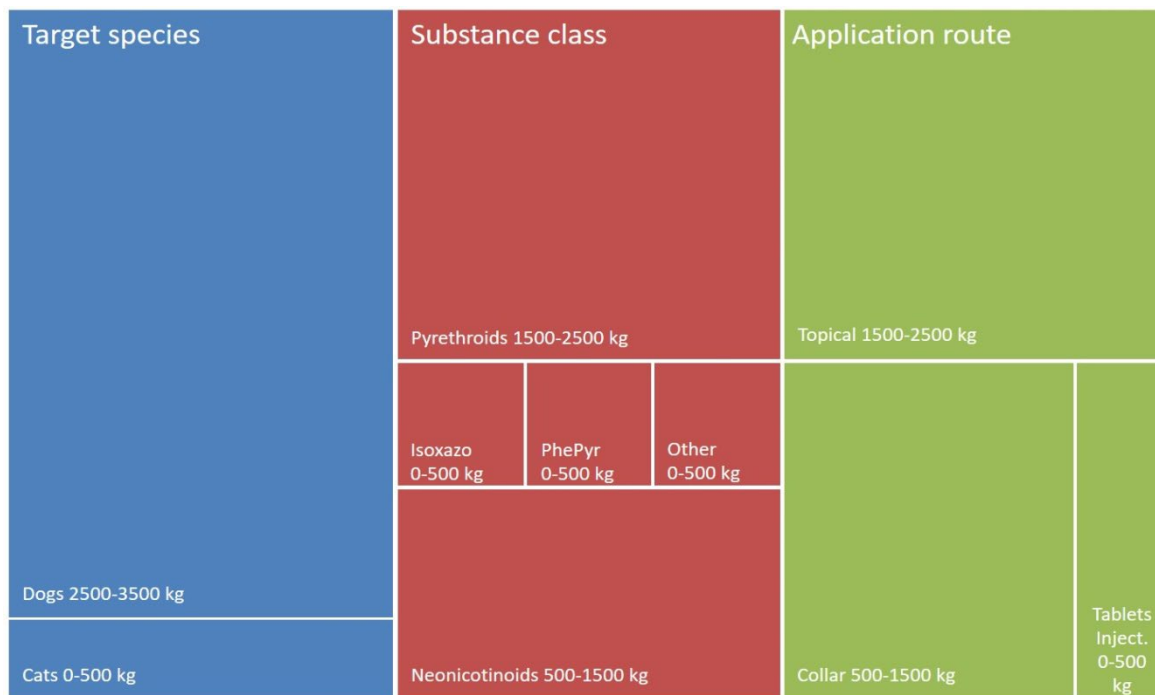 Target species
Dogs 2500-3500 kg
Cats 0-500 kg
Substance class
Pyrethroids 1500-2500 kg
Isoxazo
0-500 kg
PhePyr
0-500 kg
Other
0-500 kg
Neonicotinoids 500-1500 kg
Application route
Topical 1500-2500 kg
Collar 500-1500 kg
Tablets
Inject.
0-500
kg